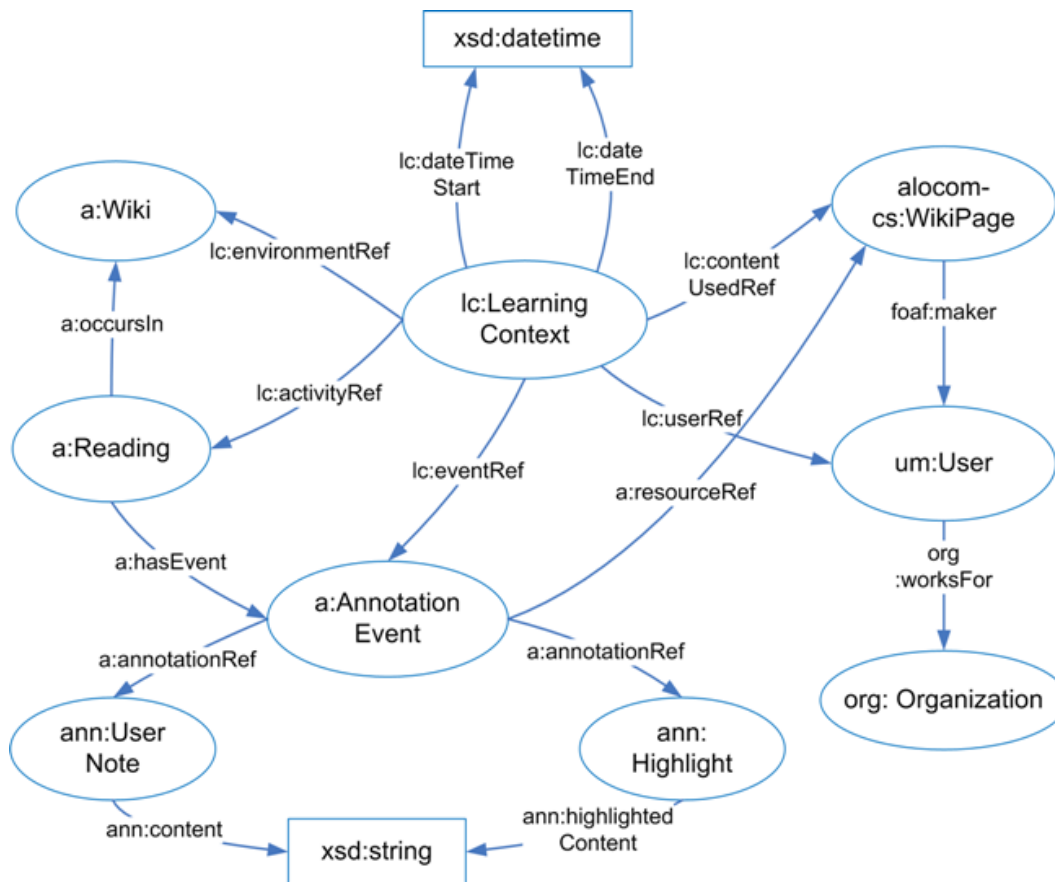 xsd:datetime
lc:dateTime
Start
lc:date
TimeEnd
a:Wiki
alocom-
cs:WikiPage
lc:environmentRef
lc:content
UsedRef
lc:Learning
Context
a:occursIn
foaf:maker
lc:activityRef
lc:userRef
a:Reading
um:User
lc:eventRef
a:resourceRef
a:hasEvent
org
:worksFor
a:Annotation
Event
a:annotationRef
a:annotationRef
org: Organization
ann:User
Note
ann:
Highlight
ann:content
ann:highlighted
Content
xsd:string